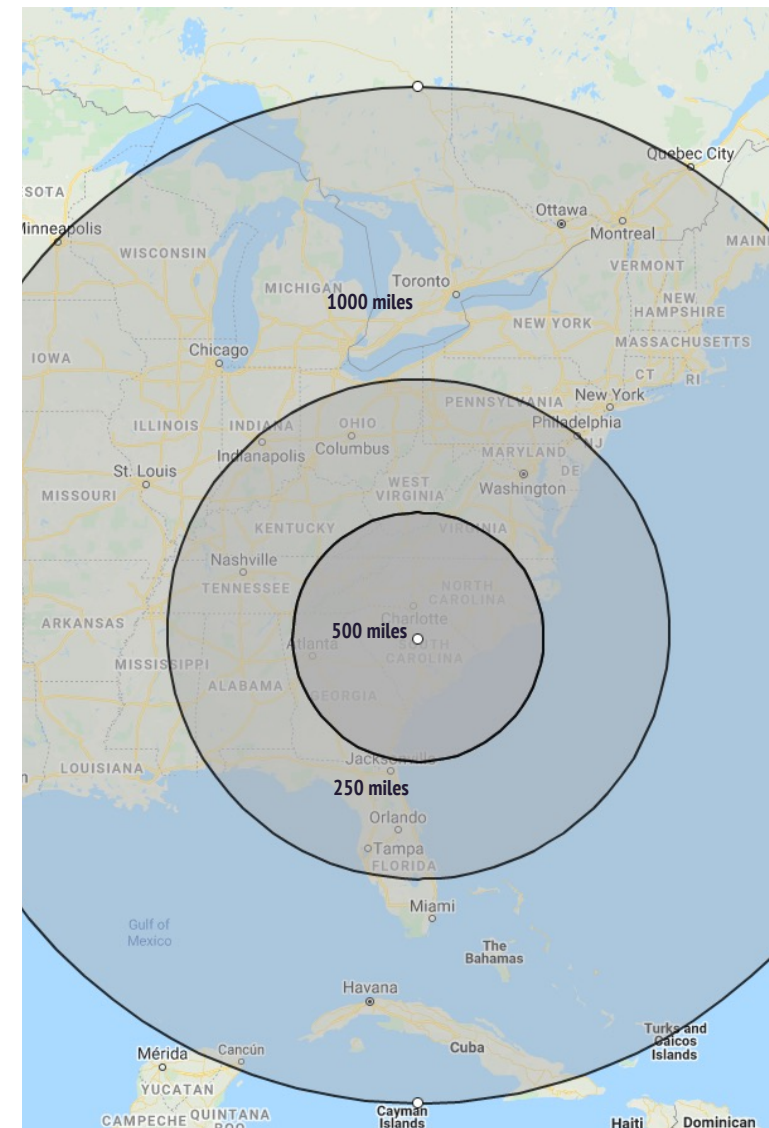 Quebec City
SOTA
Ottawa
Minneapolis
Montreal
MAIN
WISCONSIN
VERMONT
Toronto
MICHIGAN
1000 miles
NEW
HAMPSHIRE
NEW YORK
MASSACHUSETTS
Chicago
IOWA
CT
RI
PENNSYLVANIA
New York
ILLINOIS
INDIANA
OHIO
Philadelphia
NJ
Columbus
Indianapolis
MARYLAND
DE
St. Louis
WEST
VIRGINIA
Washington
MISSOURI
KENTUCKY
VIRGINIA
Nashville
TENNESSEE
NORTH
CAROLINA
ARKANSAS
Charlotte
500 miles
Atlanta
SOUTH
CAROLINA
MISSISSIPPI
ALABAMA
GEORGIA
Jacksonville
LOUISIANA
n
250 miles
Orlando
Tampa
FLORIDA
Miami
Gulf of
Mexico
The
Bahamas
Havana
Turks and
Caicos
Islands
Mérida
Cancún
Cuba
YUCATAN
CAMPECHE
QUINTANA
ROO
Cayman
Islands
Haiti
Dominican